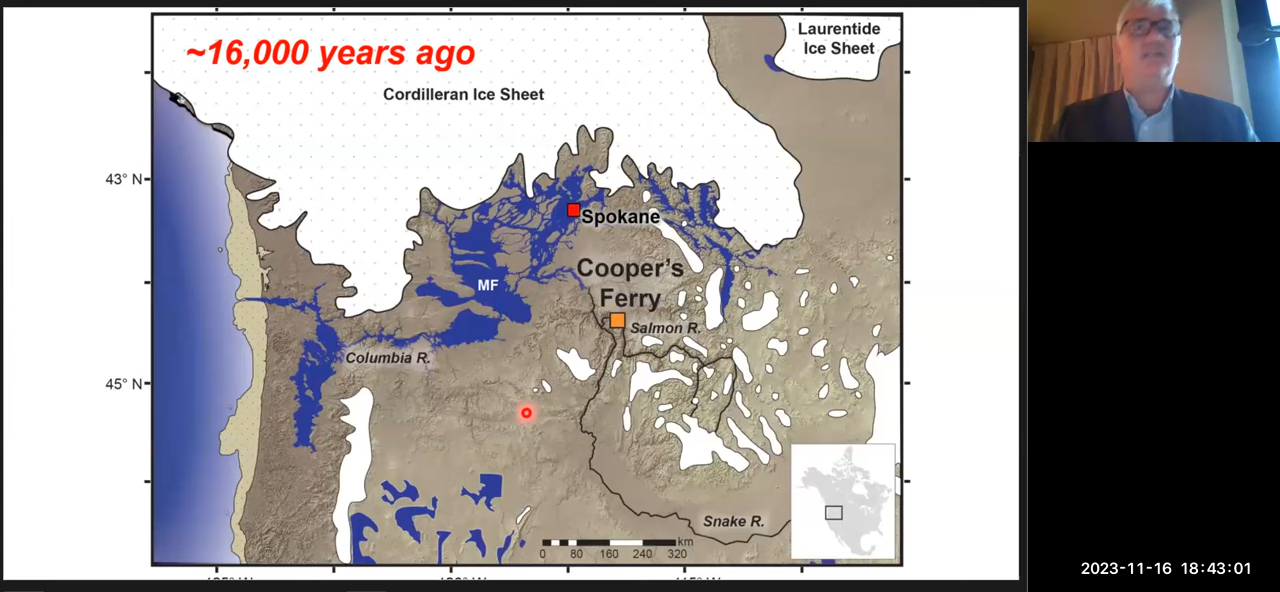 ~16,000 years ago
Laurentide
Ice Sheet
Cordilleran Ice Sheet
43° N
Spokane
Cooper's
Ferry
MF
Salmon R.
Columbia R.
45° N
Snake R.
km
0 80 160 240 320
2023-11-16 18:43:01